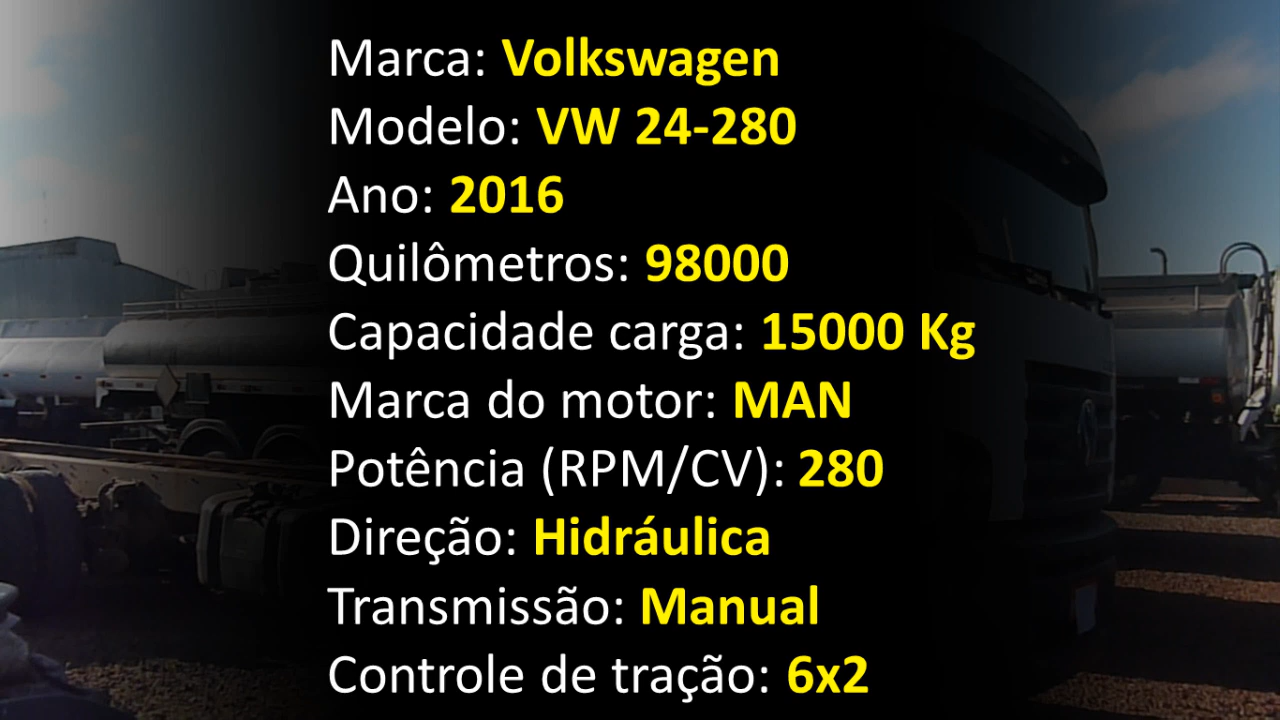 Marca: Volkswagen
Modelo: VW 24-280
Ano: 2016
Quilômetros: 98000
Capacidade carga: 15000 Kg
Marca do motor: MAN
Potência (RPM/CV): 280
Direção: Hidráulica
Transmissão: Manual
Controle de tração: 6x2